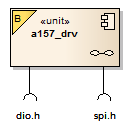 B
«unit»
a157_drv
dio.h
spi.h